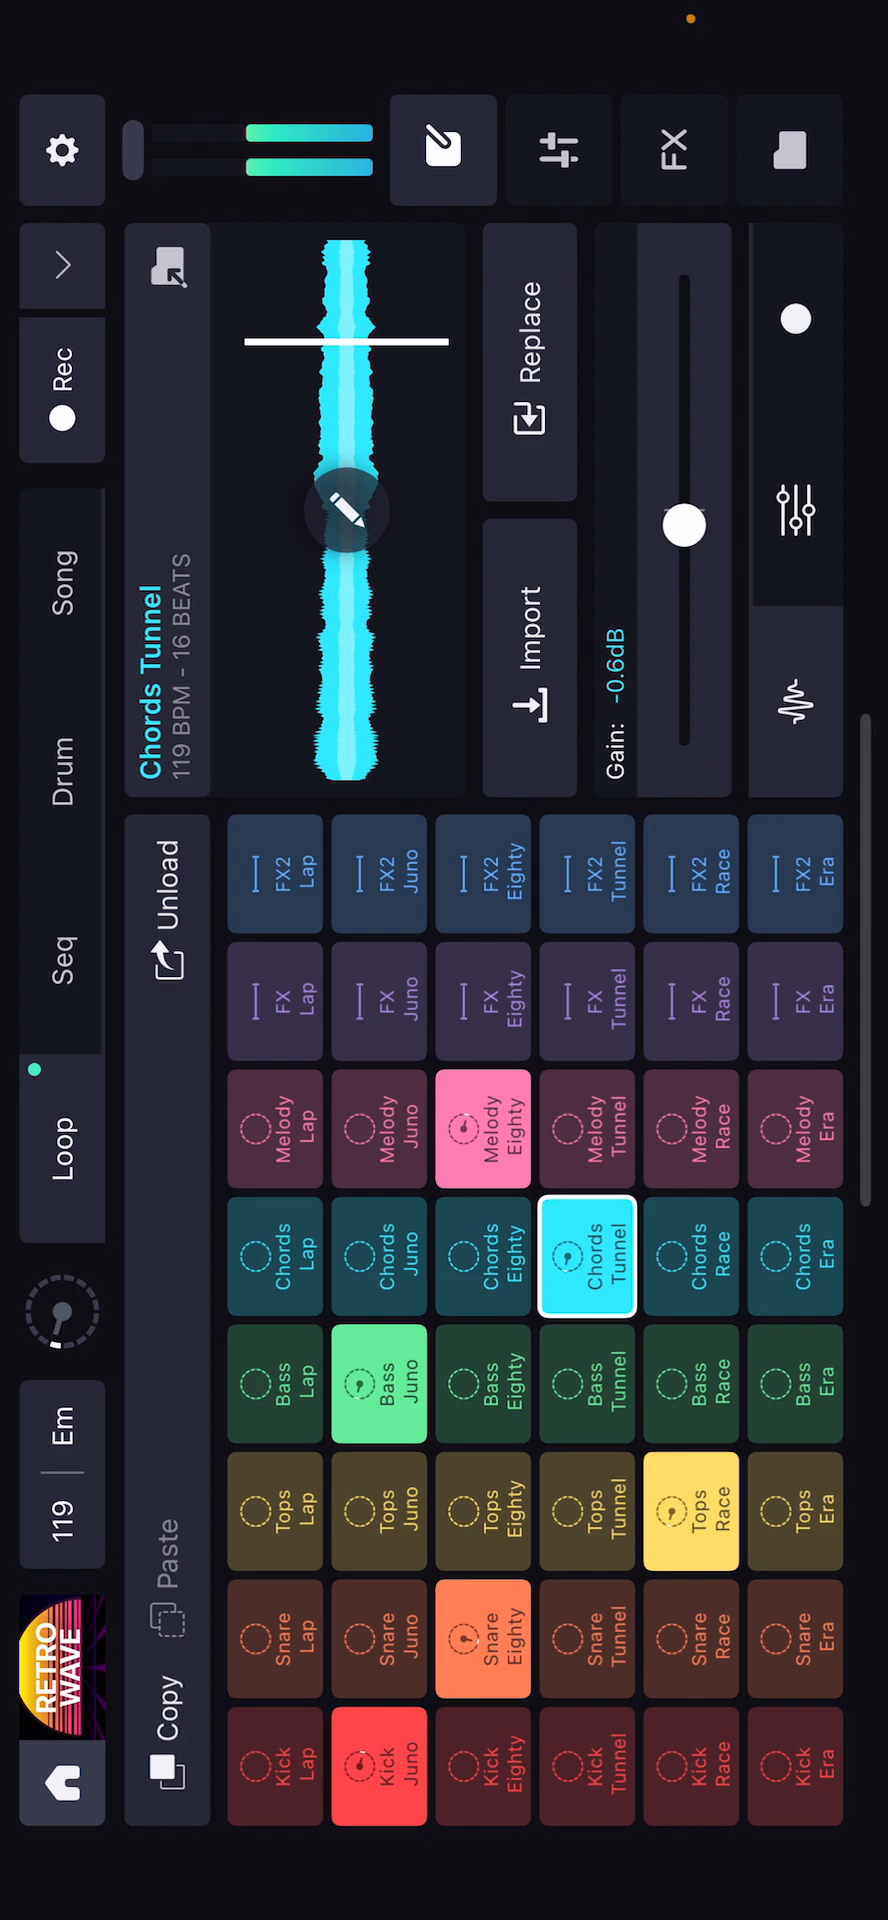 RETRO
WAVE
119
Em
Loop
Seq
Drum
Song
Rec
Copy
Paste
Unload
Chords Tunnel
119 BPM - 16 BEATS
FX
Kick
Lap
Snare
Lap
Tops
Lap
Bass
Lap
Chords
Lap
Melody
Lap
FX
Lap
FX2
Lap
Kick
Juno
Snare
Juno
Tops
Juno
Bass
Juno
Chords
Juno
Melody
Juno
FX
Juno
FX2
Juno
Kick
Eighty
Snare
Eighty
Tops
Eighty
Bass
Eighty
Chords
Eighty
Melody
Eighty
FX
Eighty
FX2
Eighty
Kick
Tunnel
Snare
Tunnel
Tops
Tunnel
Bass
Tunnel
Chords
Tunnel
Melody
Tunnel
FX
Tunnel
FX2
Tunnel
Kick
Race
Snare
Race
Tops
Race
Bass
Race
Chords
Race
Melody
Race
FX
Race
FX2
Race
Kick
Era
Snare
Era
Tops
Era
Bass
Era
Chords
Era
Melody
Era
FX
Era
FX2
Era
Import
Replace
Gain: -0.6dB